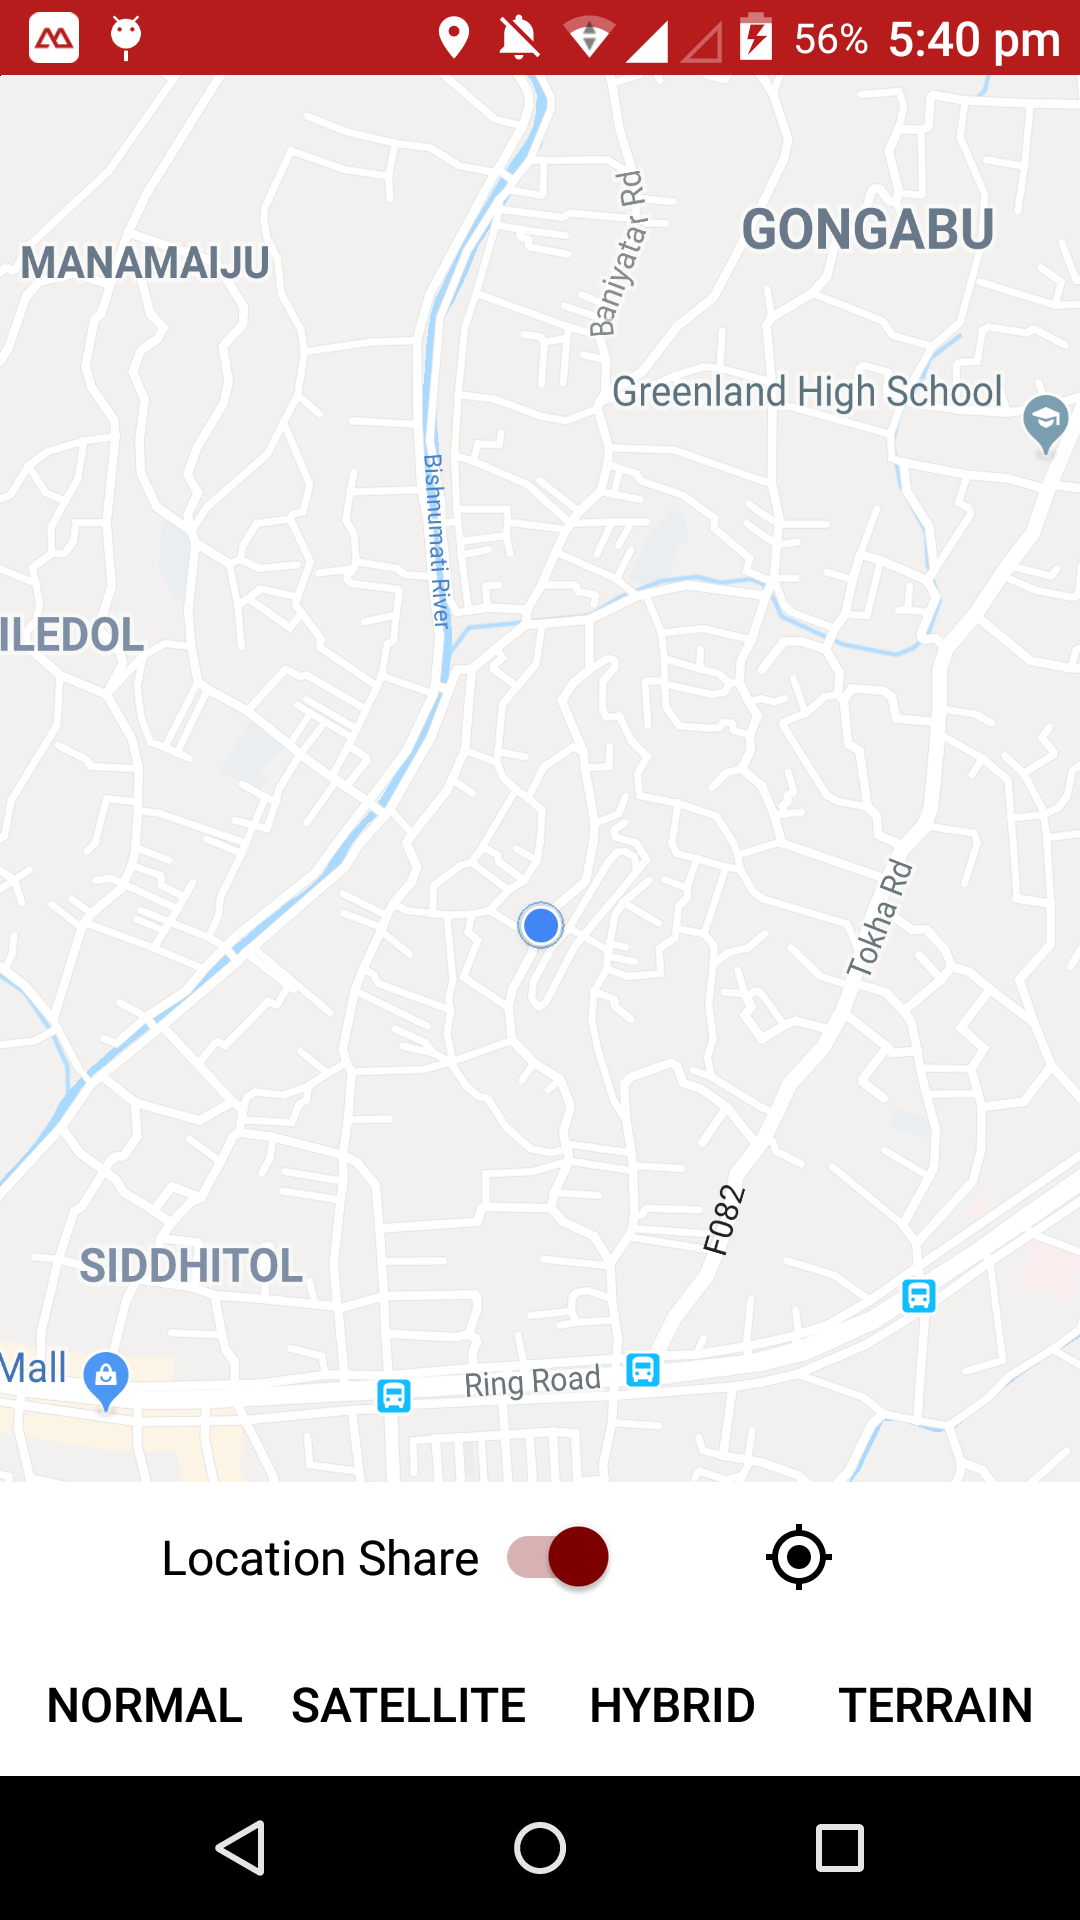 56% 5:40 pm
Baniyatar Rd
GONGABU
MANAMAIJU
Greenland High School
Bishnumati River
ILEDOL
Tokha Rd
F082
SIDDHITOL
Mall
Ring Road
Location Share
NORMAL SATELLITE HYBRID TERRAIN